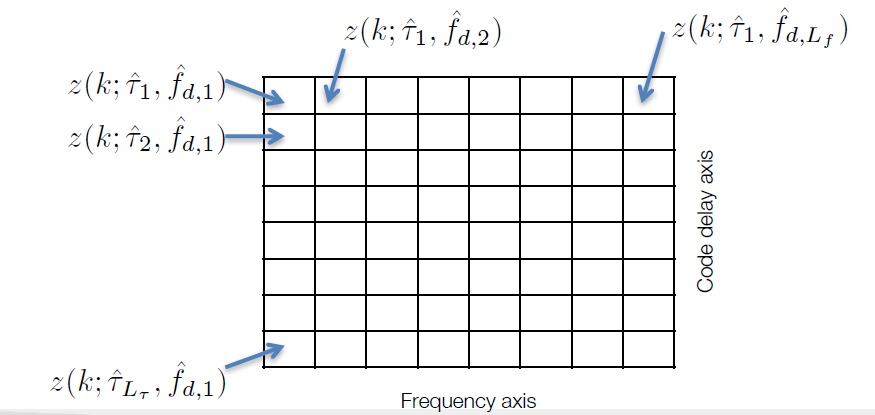 z(k; τ̂₁, f̂_{d,2})
z(k; τ̂₁, f̂_{d,L_f})
z(k; τ̂₁, f̂_{d,1})
z(k; τ̂₂, f̂_{d,1})
Code delay axis
z(k; τ̂_{L_τ}, f̂_{d,1})
Frequency axis